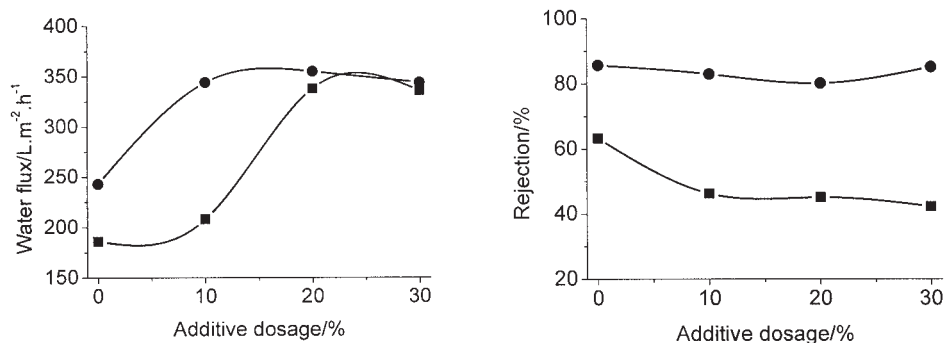 400
350
300
250
200
150
Water flux/L.m⁻².h⁻¹
0 10 20 30
Additive dosage/%
100
80
60
40
20
Rejection/%
0 10 20 30
Additive dosage/%